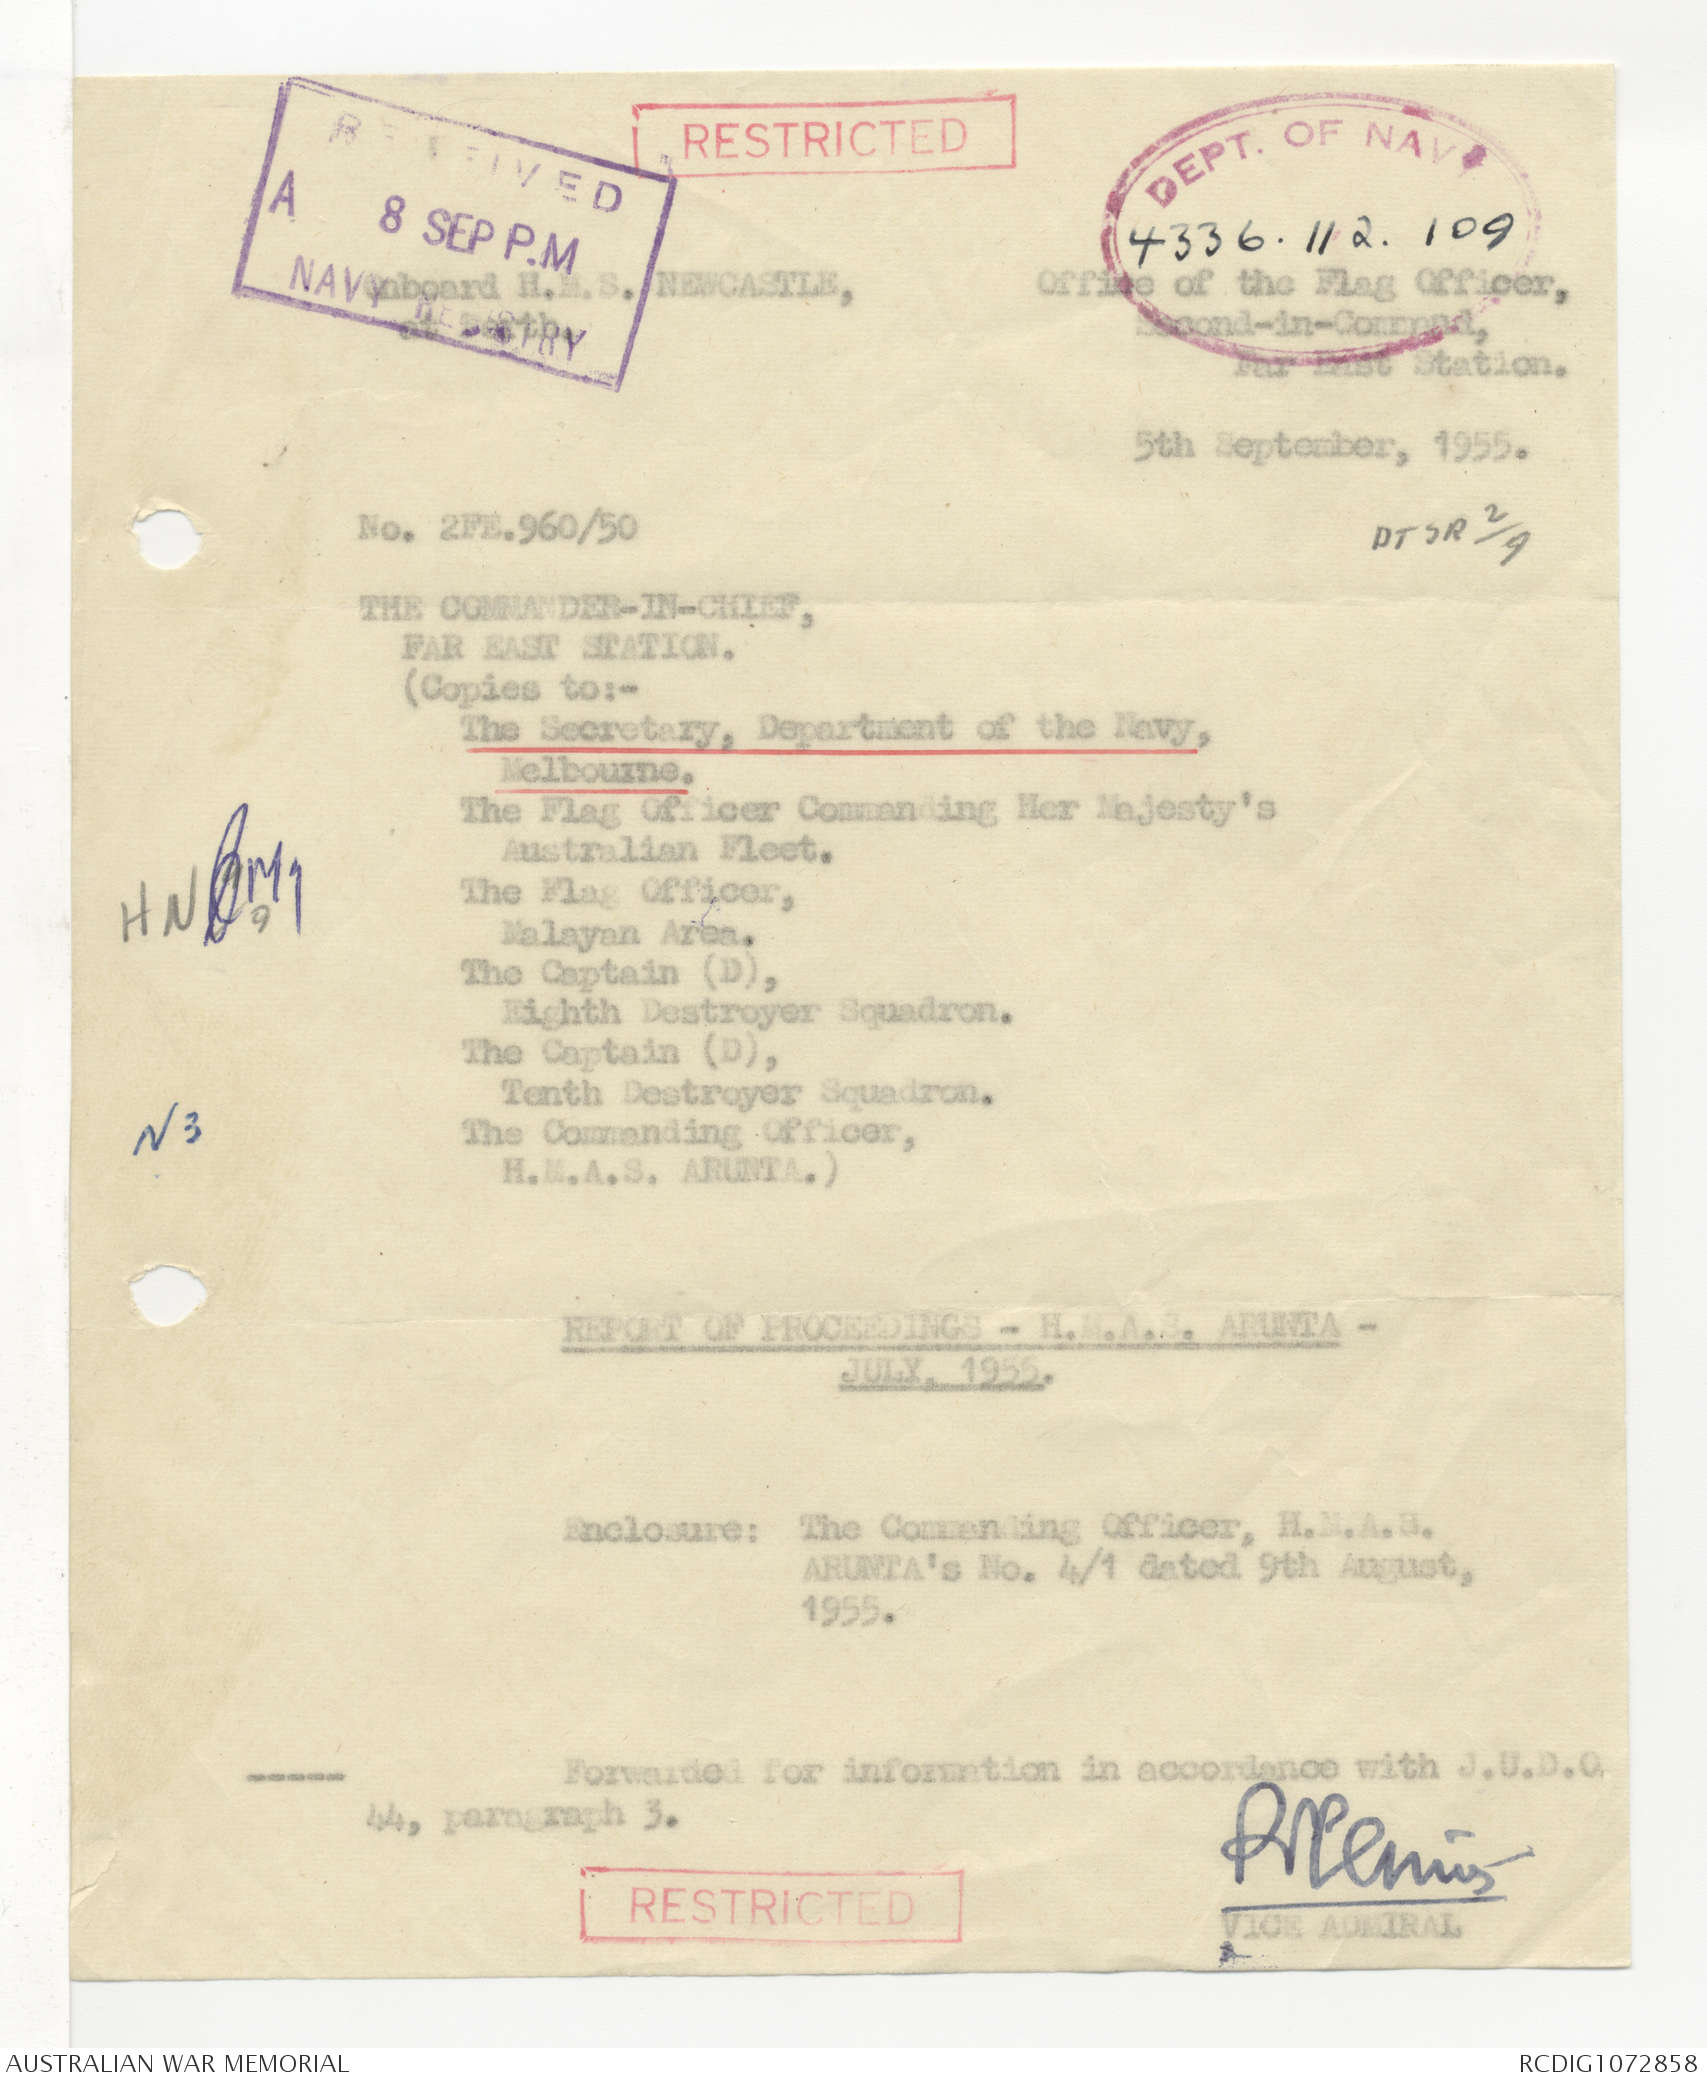 RECEIVED
A 8 SEP P.M
NAVY REGISTRY
RESTRICTED
DEPT. OF NAVY
4336. 112. 109
Onboard H.M.S. NEWCASTLE,
at Perth.
Office of the Flag Officer,
Second-in-Command,
Far East Station.
5th September, 1955.
No. 2FE.960/50
DTSR 2/9
THE COMMANDER-IN-CHIEF,
FAR EAST STATION.
(Copies to:-
The Secretary, Department of the Navy,
Melbourne.
The Flag Officer Commanding Her Majesty's
Australian Fleet.
The Flag Officer,
Malayan Area.
The Captain (D),
Eighth Destroyer Squadron.
The Captain (D),
Tenth Destroyer Squadron.
The Commanding Officer,
H.M.A.S. ARUNTA.)
HN
N3
REPORT OF PROCEEDINGS - H.M.A.S. ARUNTA -
JULY, 1955.
Enclosure: The Commanding Officer, H.M.A.S.
ARUNTA's No. 4/1 dated 9th August,
1955.
----- Forwarded for information in accordance with J.U.D.O.
44, paragraph 3.
RESTRICTED
VICE ADMIRAL
AUSTRALIAN WAR MEMORIAL
RCDIG1072858